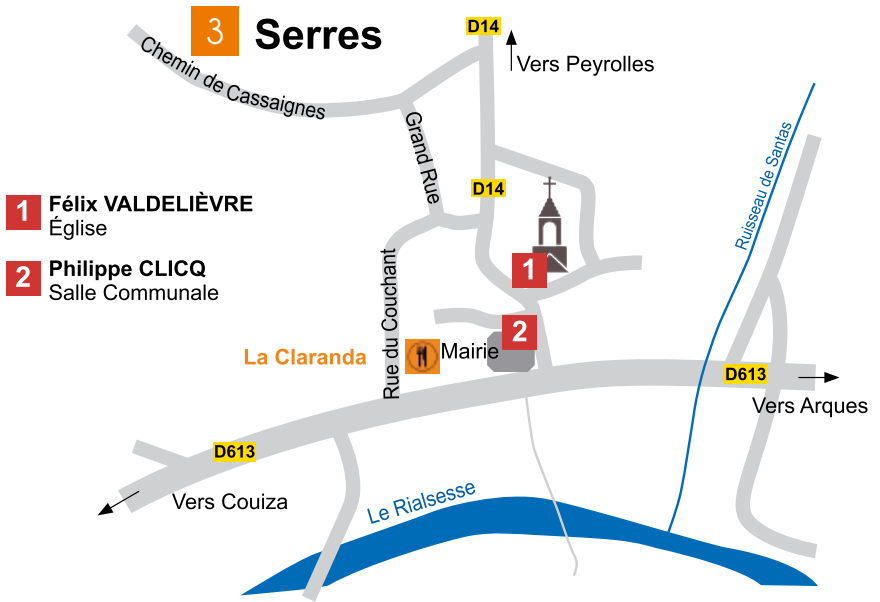 3 Serres
D14
Vers Peyrolles
Chemin de Cassaignes
Grand Rue
D14
Ruisseau de Santas
1 Félix VALDELIÈVRE
Église
2 Philippe CLICQ
Salle Communale
1
2
Rue du Couchant
La Claranda
Mairie
D613
Vers Arques
D613
Vers Couiza
Le Rialsesse